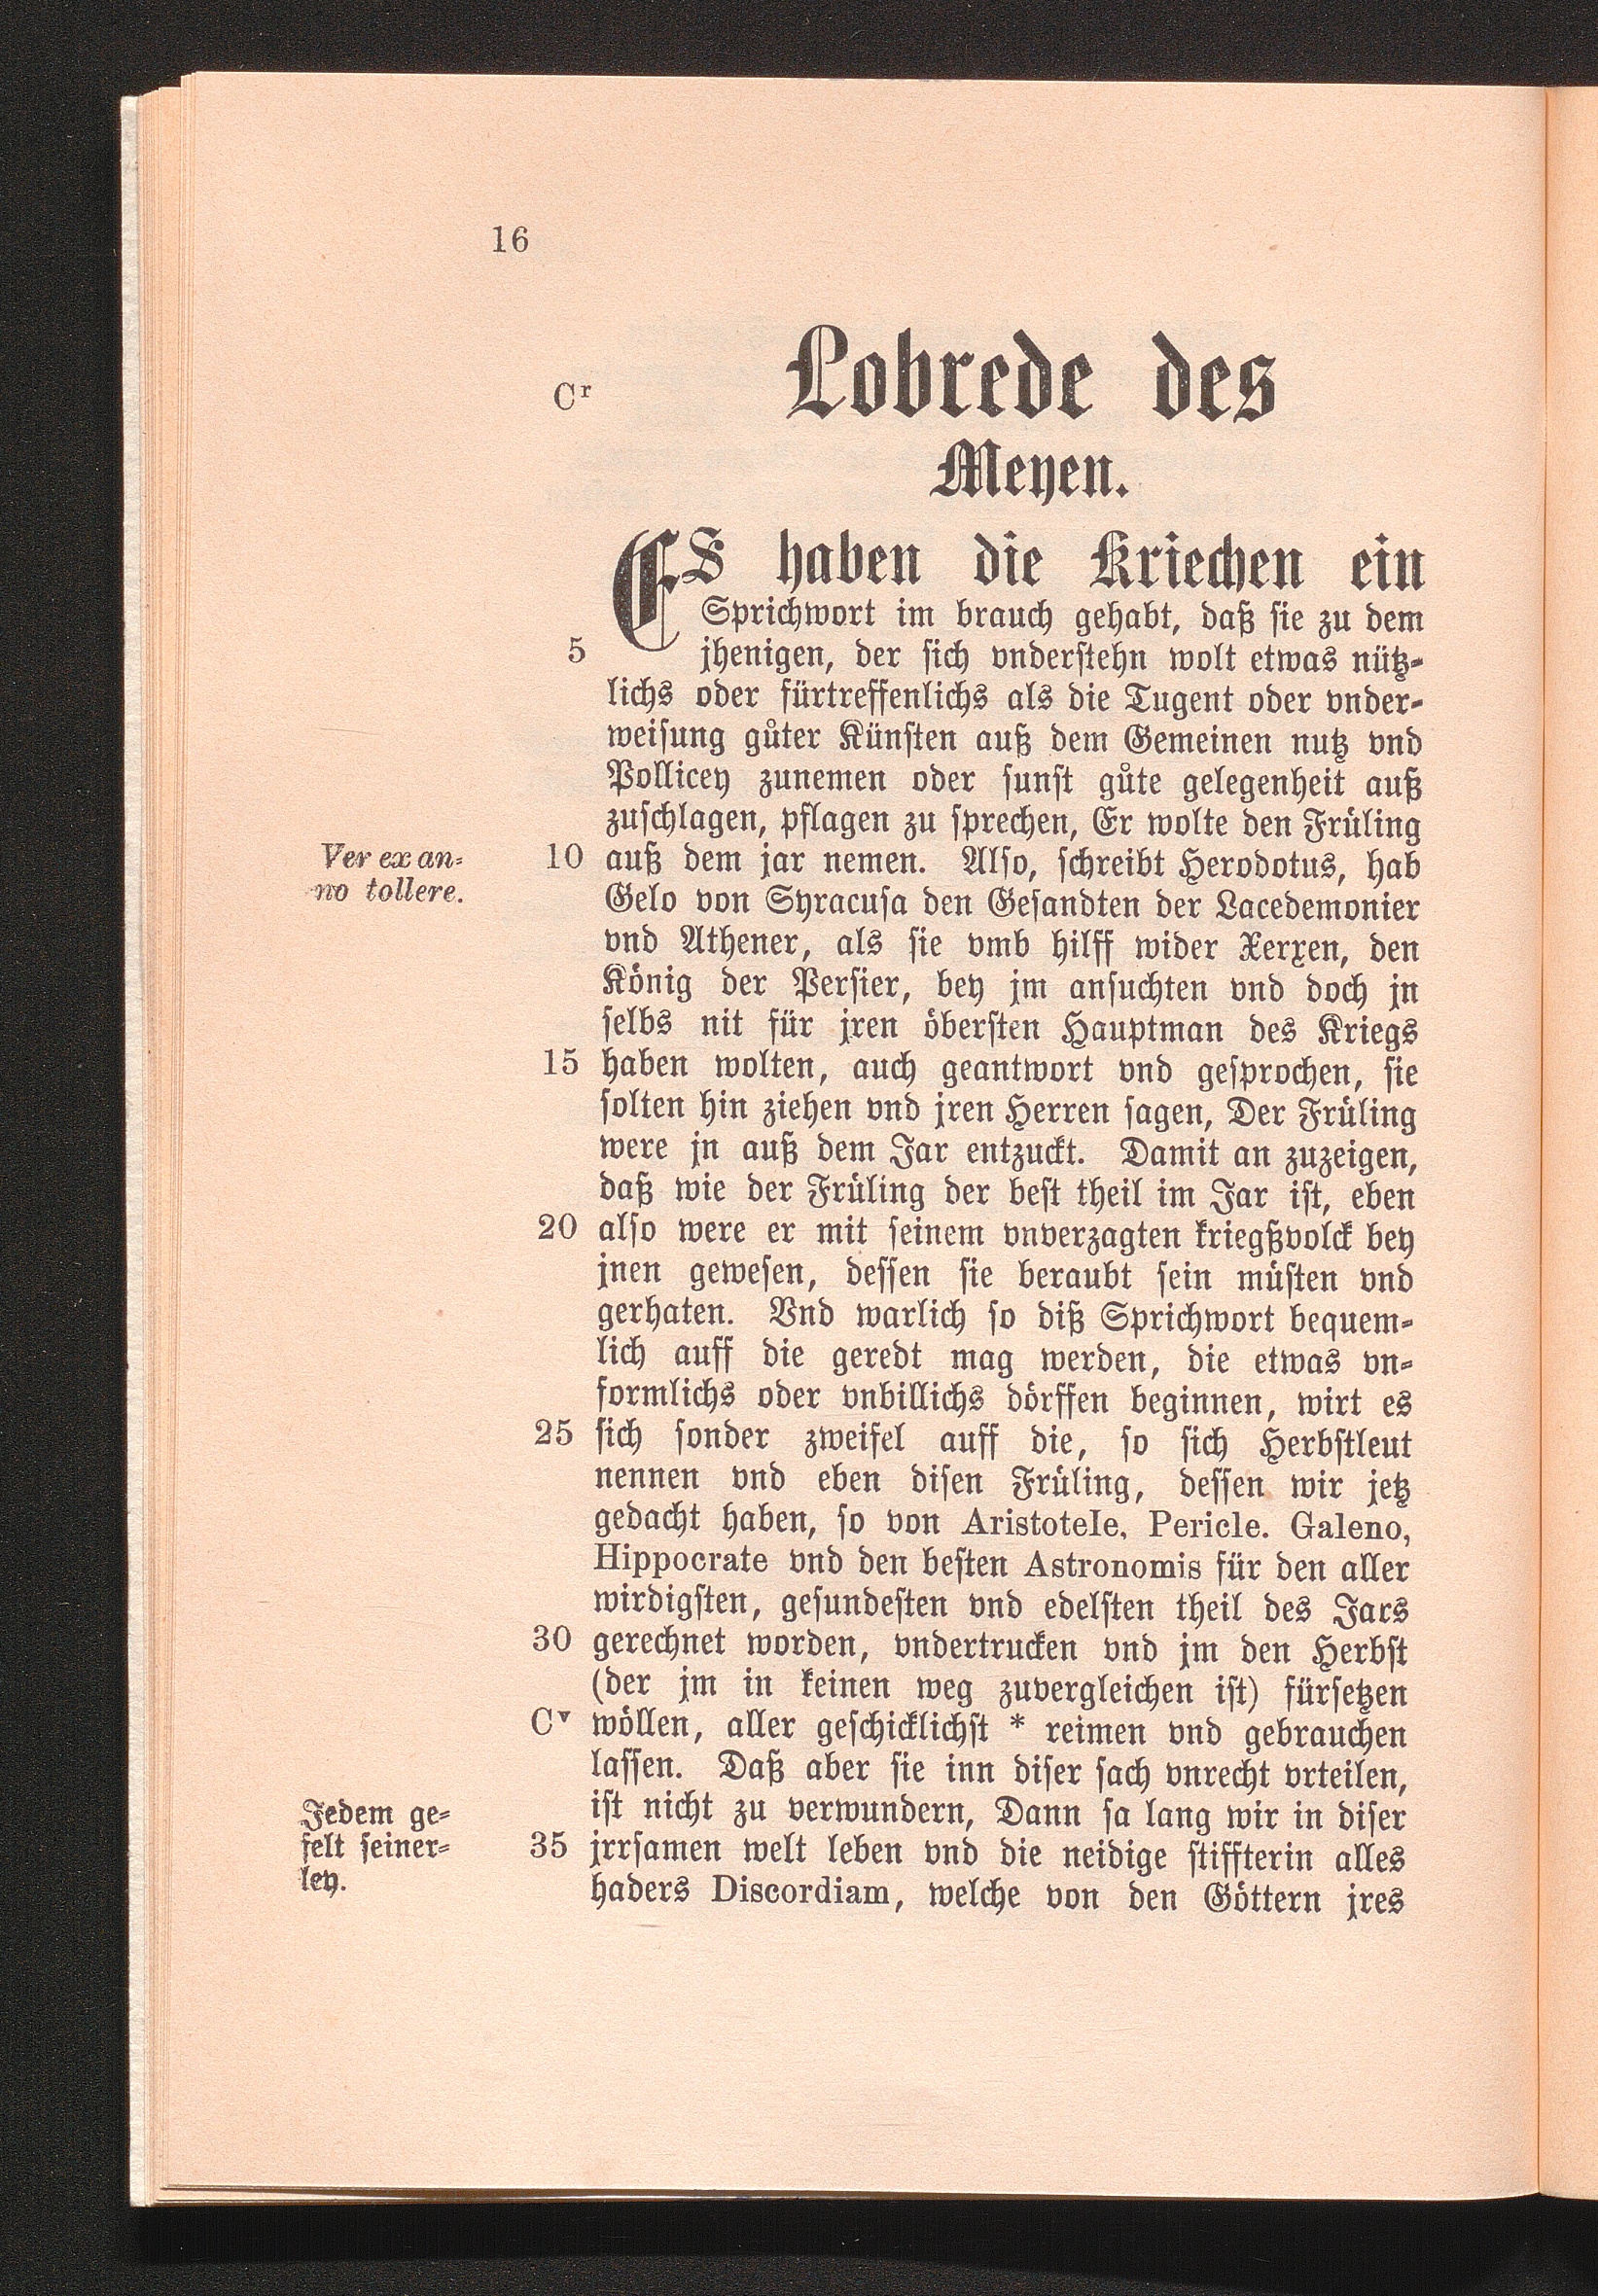 16
Cʳ
Lobrede des
Meyen.
ES haben die Kriechen ein
Sprichwort im brauch gehabt, daß sie zu dem
5 jhenigen, der sich vnderstehn wolt etwas nütz-
lichs oder fürtreffenlichs als die Tugent oder vnder-
weisung gůter Künsten auß dem Gemeinen nutz vnd
Pollicey zunemen oder sunst gůte gelegenheit auß
zuschlagen, pflagen zu sprechen, Er wolte den Früling
Ver ex an-
no tollere.
10 auß dem jar nemen. Also, schreibt Herodotus, hab
Gelo von Syracusa den Gesandten der Lacedemonier
vnd Athener, als sie vmb hilff wider Xerxen, den
König der Persier, bey jm ansuchten vnd doch jn
selbs nit für jren öbersten Hauptman des Kriegs
15 haben wolten, auch geantwort vnd gesprochen, sie
solten hin ziehen vnd jren Herren sagen, Der Früling
were jn auß dem Jar entzuckt. Damit an zuzeigen,
daß wie der Früling der best theil im Jar ist, eben
20 also were er mit seinem vnverzagten kriegßvolck bey
jnen gewesen, dessen sie beraubt sein müsten vnd
gerhaten. Vnd warlich so diß Sprichwort bequem-
lich auff die geredt mag werden, die etwas vn-
formlichs oder vnbillichs dörffen beginnen, wirt es
25 sich sonder zweifel auff die, so sich Herbstleut
nennen vnd eben disen Früling, dessen wir jetz
gedacht haben, so von Aristotele, Pericle. Galeno,
Hippocrate vnd den besten Astronomis für den aller
wirdigsten, gesundesten vnd edelsten theil des Jars
30 gerechnet worden, vndertrucken vnd jm den Herbst
(der jm in keinen weg zuvergleichen ist) fürsetzen
Cᵛ wöllen, aller geschicklichst * reimen vnd gebrauchen
lassen. Daß aber sie inn diser sach vnrecht vrteilen,
ist nicht zu verwundern, Dann sa lang wir in diser
Jedem ge-
felt seiner-
ley.
35 jrrsamen welt leben vnd die neidige stiffterin alles
haders Discordiam, welche von den Göttern jres